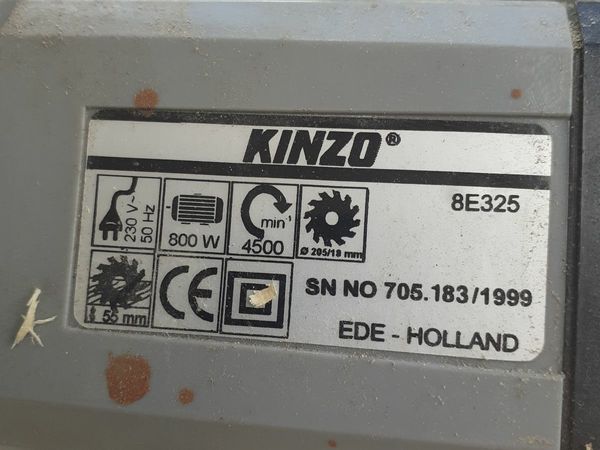 KINZO®
8E325
230 V~
50 Hz
800 W
min⁻¹
4500
Ø 205/18 mm
55 mm
CE
SN NO 705.183/1999
EDE - HOLLAND